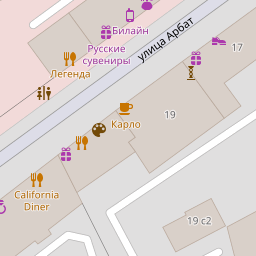 Билайн
улица Арбат
Русские
сувениры
17
Легенда
19
Карло
California
Diner
19 с2